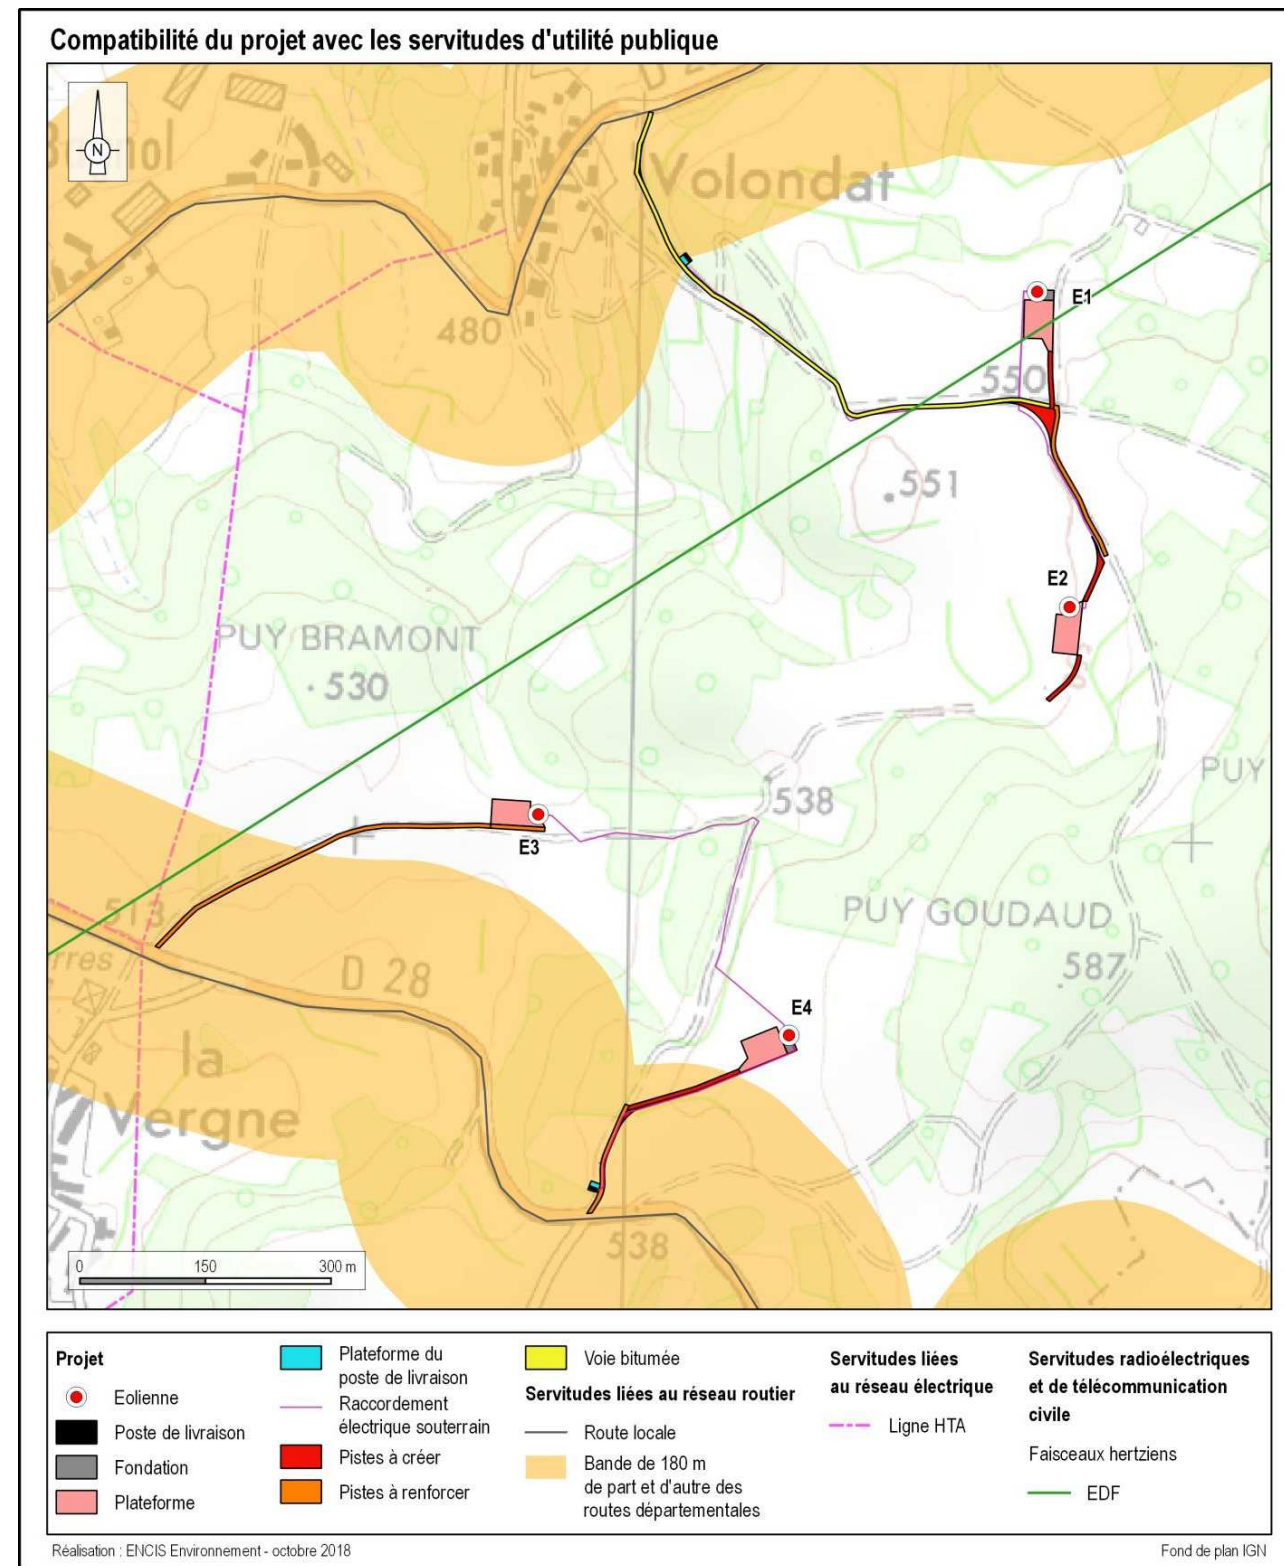 Compatibilité du projet avec les servitudes d'utilité publique
N
Volondat
480
E1
550
551
E2
PUY BRAMONT
530
PUY
538
E3
513
PUY GOUDAUD
587
D 28
E4
la
Vergne
538
0 150 300 m
Projet
Eolienne
Poste de livraison
Fondation
Plateforme
Plateforme du
poste de livraison
Raccordement
électrique souterrain
Pistes à créer
Pistes à renforcer
Voie bitumée
Servitudes liées au réseau routier
Route locale
Bande de 180 m
de part et d'autre des
routes départementales
Servitudes liées
au réseau électrique
Ligne HTA
Servitudes radioélectriques
et de télécommunication
civile
Faisceaux hertziens
EDF
Réalisation : ENCIS Environnement - octobre 2018
Fond de plan IGN